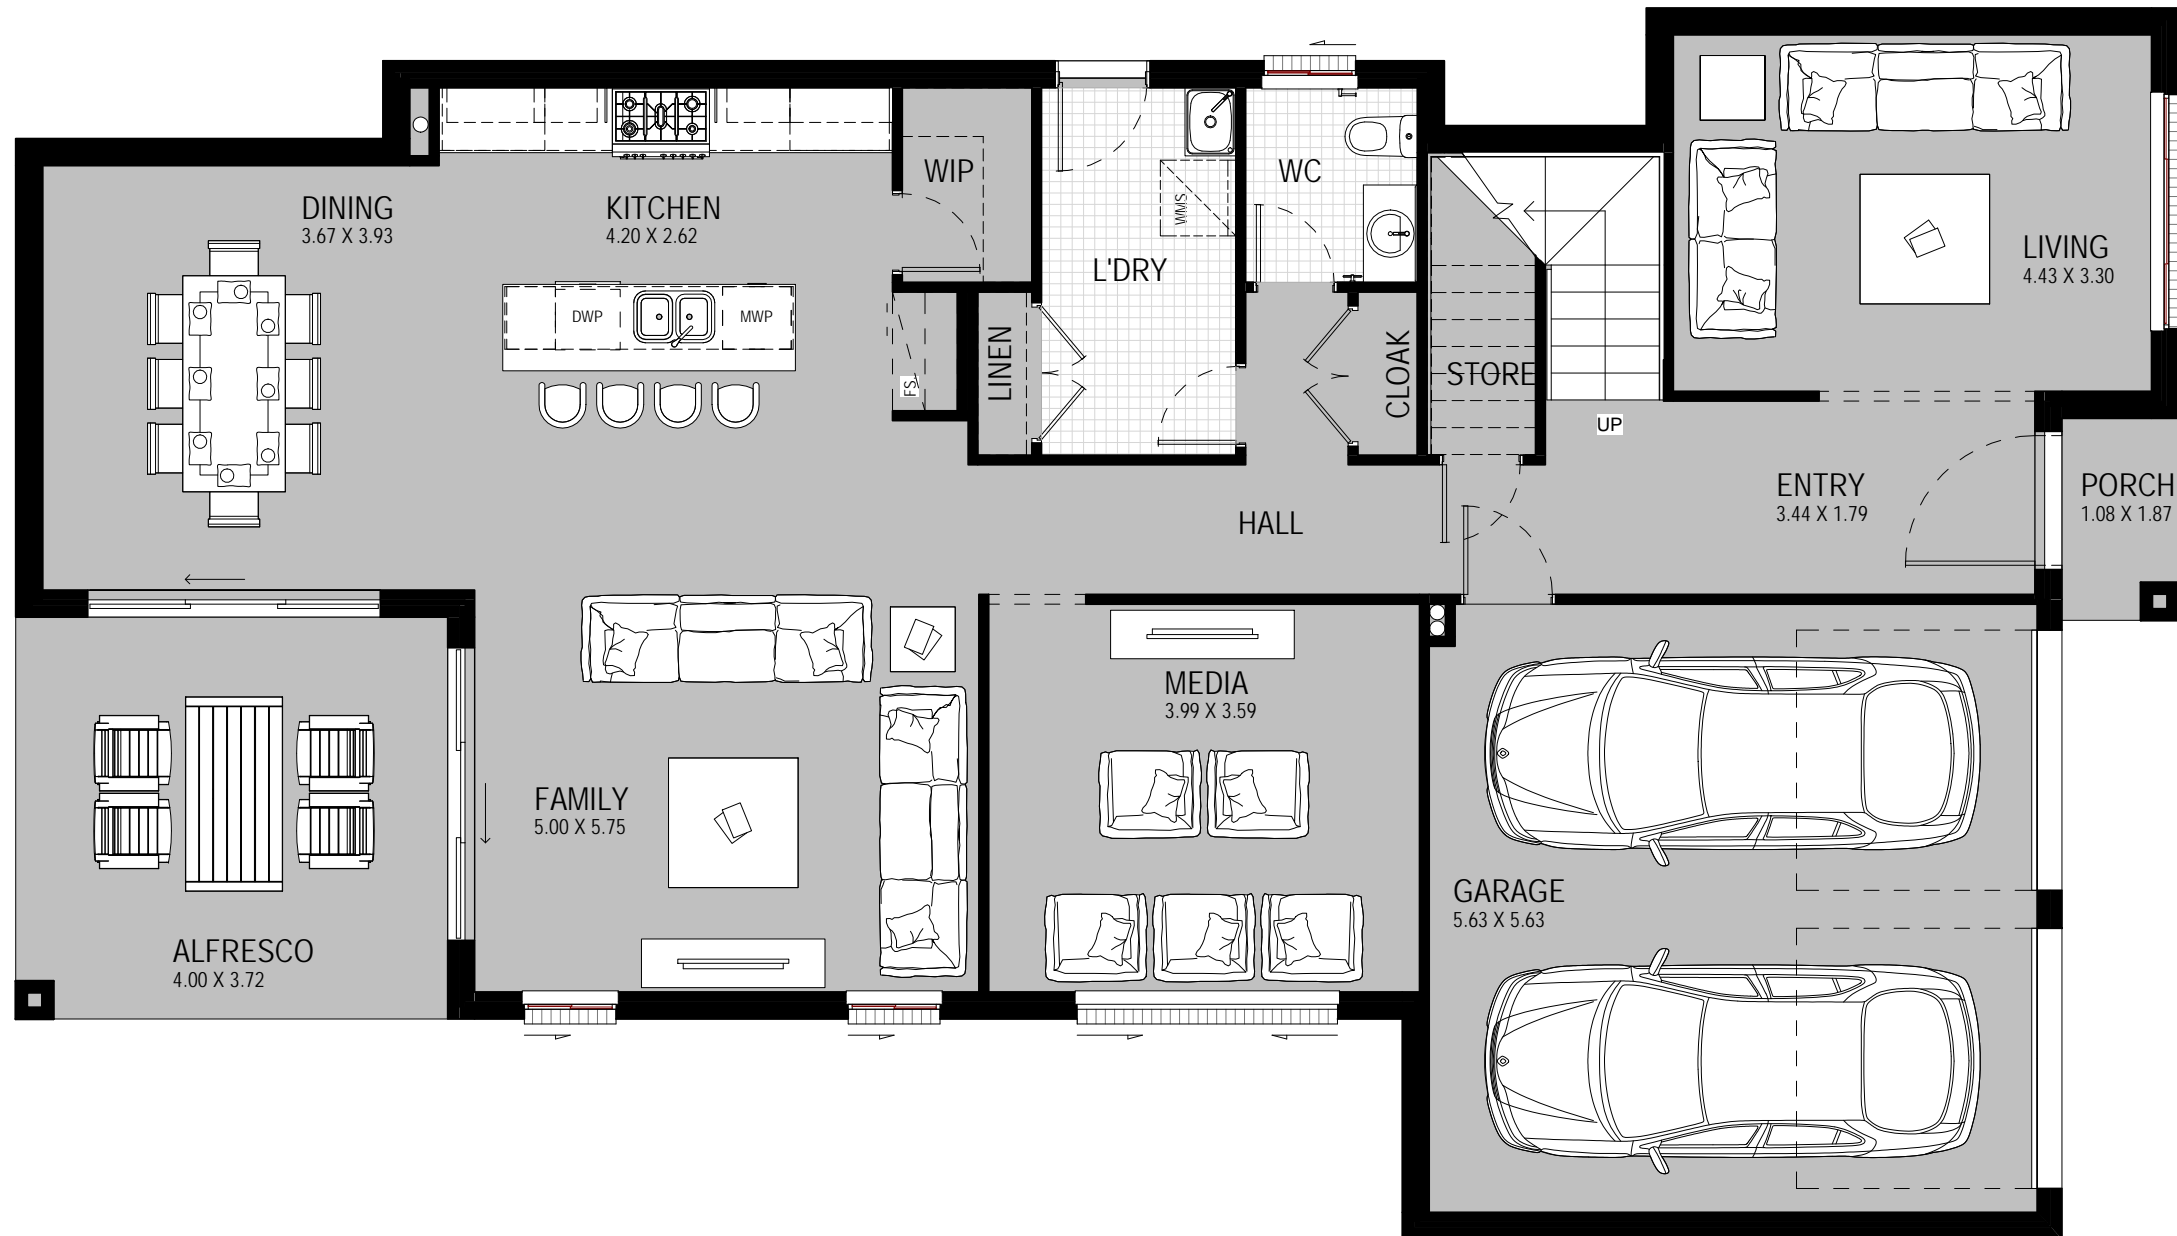 DINING
3.67 X 3.93
KITCHEN
4.20 X 2.62
WIP
WMS
L'DRY
WC
LIVING
4.43 X 3.30
DWP
MWP
FS
LINEN
CLOAK
STORE
UP
HALL
ENTRY
3.44 X 1.79
PORCH
1.08 X 1.87
MEDIA
3.99 X 3.59
FAMILY
5.00 X 5.75
GARAGE
5.63 X 5.63
ALFRESCO
4.00 X 3.72